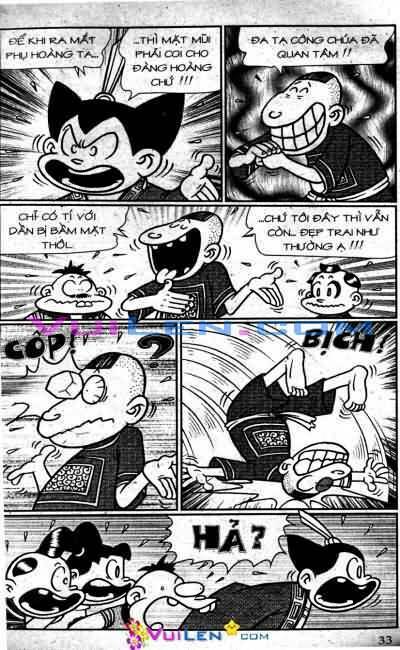 ĐỂ KHI RA MẮT
PHỤ HOÀNG TA...
...THÌ MẶT MŨI
PHẢI COI CHO
ĐÀNG HOÀNG
CHỨ !!!
ĐA TẠ CÔNG CHÚA ĐÃ
QUAN TÂM !!
CHỈ CÓ TÍ VỚI
DẦN BỊ BẦM MẶT
THÔI.
...CHỨ TÔI ĐÂY THÌ VẪN
CÒN... ĐẸP TRAI NHƯ
THƯỜNG Ạ !!!
VUILEN.COM
CỐP!
?
BỊCH!
HẢ?
VUILEN.COM
33